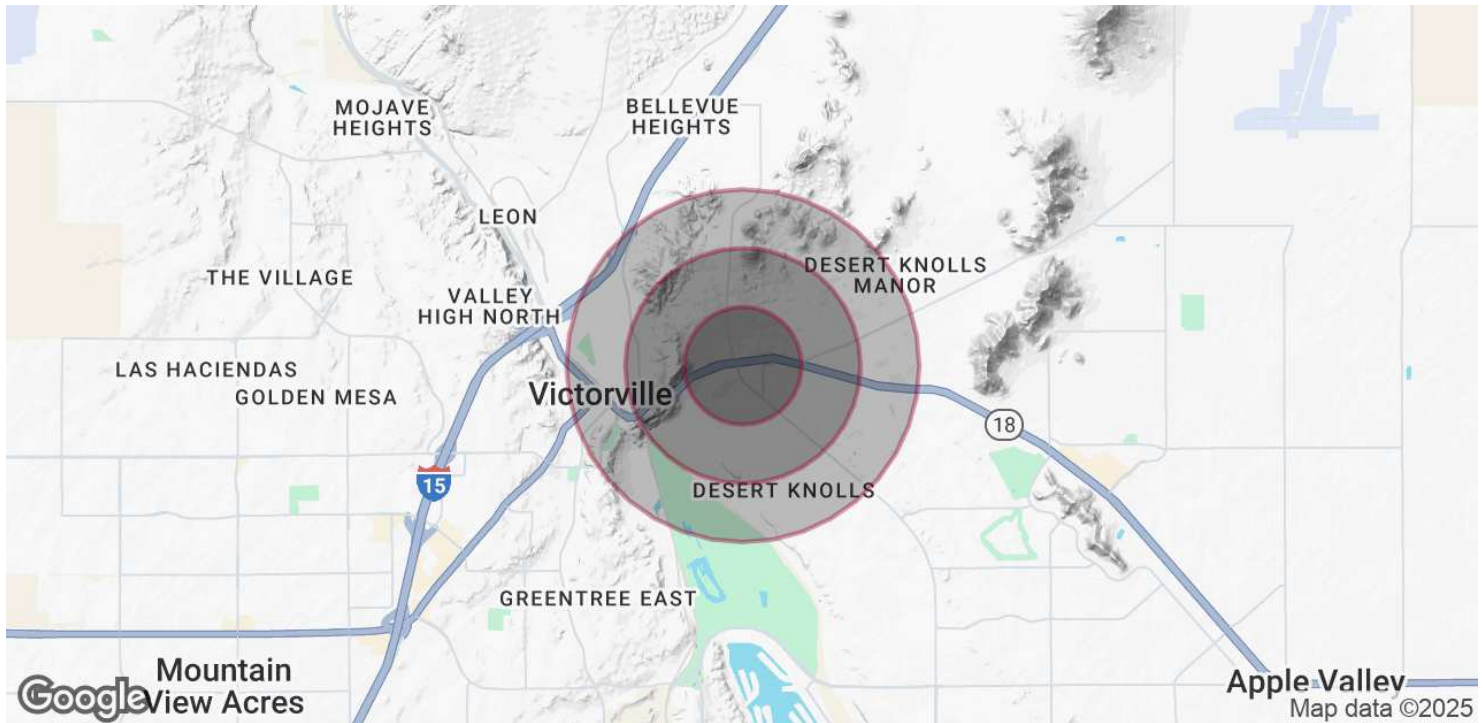 MOJAVE
HEIGHTS
BELLEVUE
HEIGHTS
LEON
DESERT KNOLLS
MANOR
THE VILLAGE
VALLEY
HIGH NORTH
LAS HACIENDAS
GOLDEN MESA
Victorville
18
15
DESERT KNOLLS
GREENTREE EAST
Mountain
View Acres
Apple Valley
Google
Map data ©2025